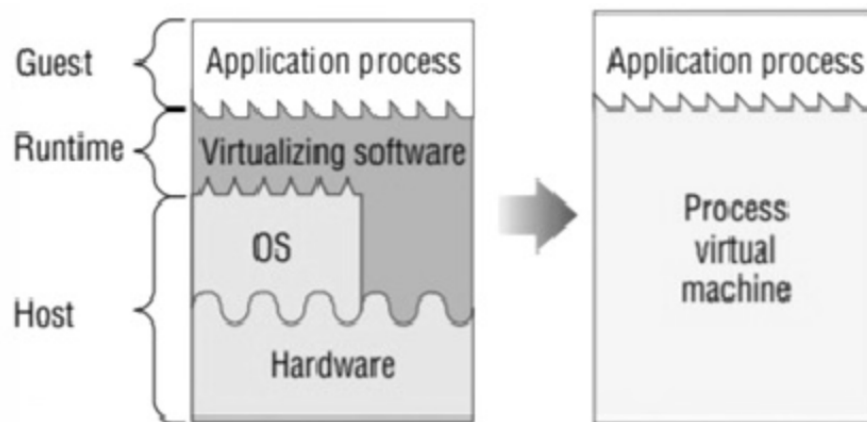 Guest
Application process
Runtime
Virtualizing software
OS
Host
Hardware
Application process
Process
virtual
machine